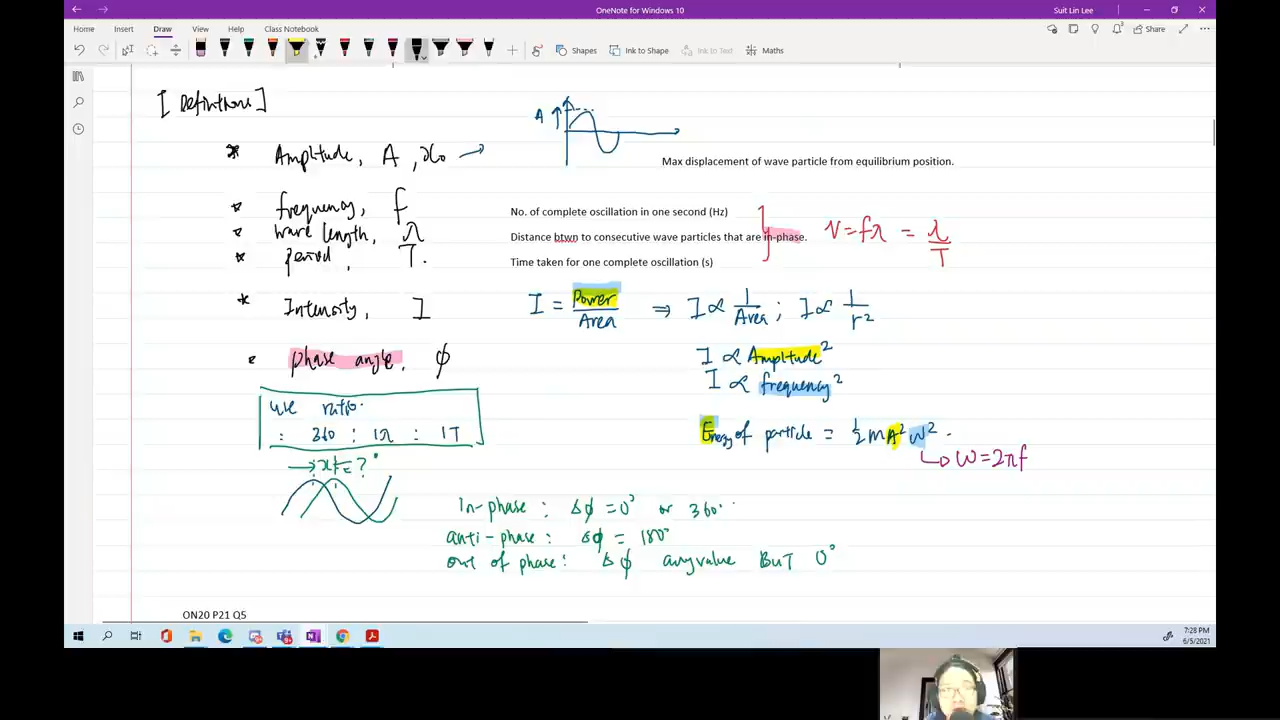 OneNote for Windows 10
Suit Lin Lee
Home Insert Draw View Help Class Notebook
Share
Shapes Ink to Shape Ink to Text Maths
[Definitions]
A
* Amplitude, A, x₀ →
Max displacement of wave particle from equilibrium position.
* frequency, f
No. of complete oscillation in one second (Hz)
* wave length, λ
Distance btwn to consecutive wave particles that are in-phase.
v = fλ = λ/T
* period, T.
Time taken for one complete oscillation (s)
* Intensity, I
I = Power/Area ⇒ I ∝ 1/Area ; I ∝ 1/r²
I ∝ Amplitude²
I ∝ frequency²
* phase angle, φ
use ratio.
: 360 : 1λ : 1T
Energy of particle = ½mA²ω².
↳ ω=2πf
In-phase : Δφ = 0° or 360°
anti-phase : Δφ = 180°
out of phase : Δφ any value BUT 0°
ON20 P21 Q5
7:28 PM
6/5/2021